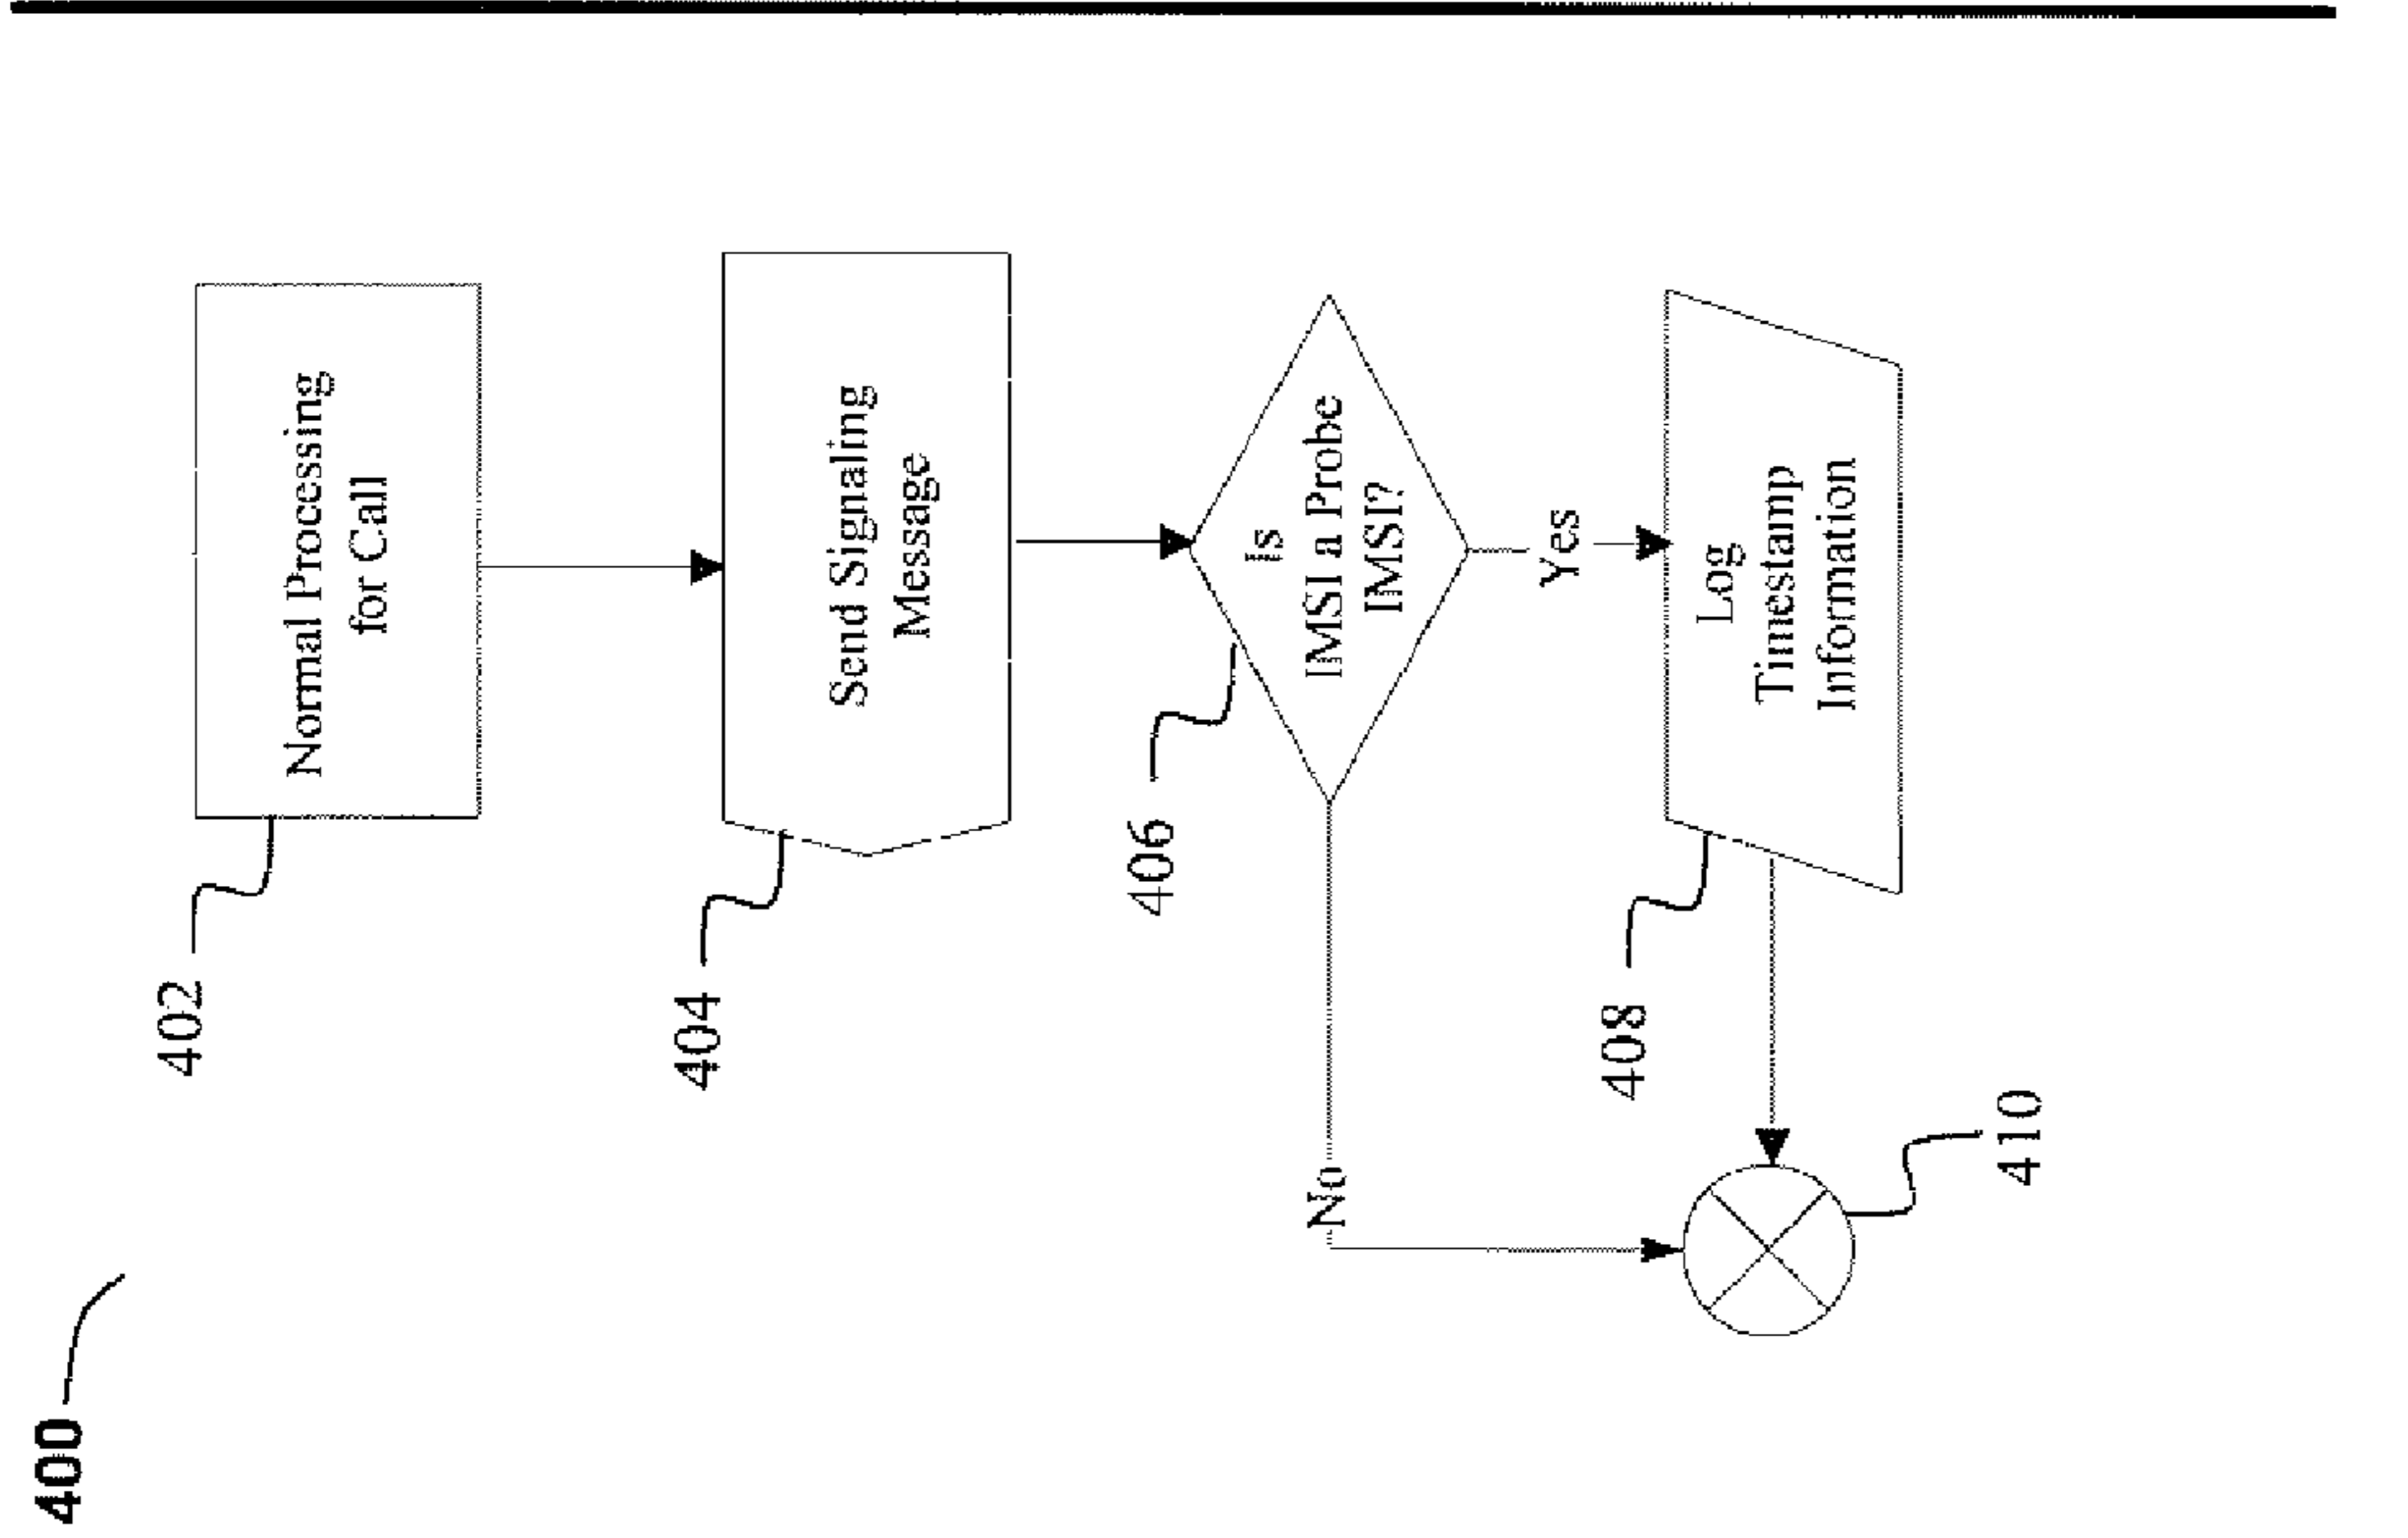 400
402
Normal Processing
for Call
404
Send Signaling
Message
406
Is
IMSI a Probe
IMSI?
No
Yes
408
Log
Timestamp
Information
410